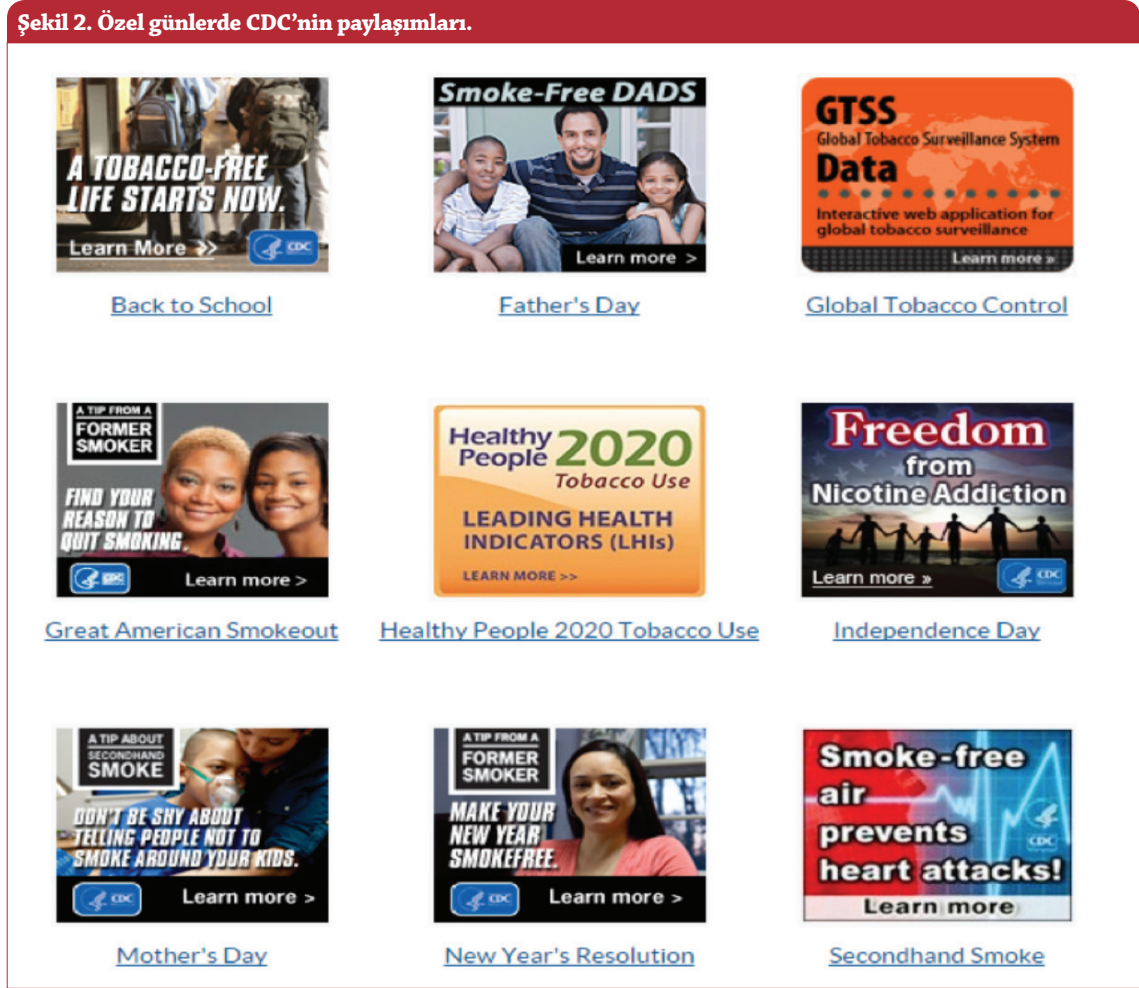 Şekil 2. Özel günlerde CDC'nin paylaşımları.
A TOBACCO-FREE
LIFE STARTS NOW.
Learn More >>
CDC
Back to School
Smoke-Free DADS
Learn more >
Father's Day
GTSS
Global Tobacco Surveillance System
Data
Interactive web application for
global tobacco surveillance
Learn more »
Global Tobacco Control
A TIP FROM A
FORMER
SMOKER
FIND YOUR
REASON TO
QUIT SMOKING.
CDC
Learn more >
Great American Smokeout
Healthy
People 2020
Tobacco Use
LEADING HEALTH
INDICATORS (LHIs)
LEARN MORE >>
Healthy People 2020 Tobacco Use
Freedom
from
Nicotine Addiction
Learn more »
CDC
Independence Day
A TIP ABOUT
SECONDHAND
SMOKE
DON'T BE SHY ABOUT
TELLING PEOPLE NOT TO
SMOKE AROUND YOUR KIDS.
CDC
Learn more >
Mother's Day
A TIP FROM A
FORMER
SMOKER
MAKE YOUR
NEW YEAR
SMOKEFREE.
CDC
Learn more >
New Year's Resolution
Smoke-free
air
prevents
heart attacks!
CDC
Learn more
Secondhand Smoke